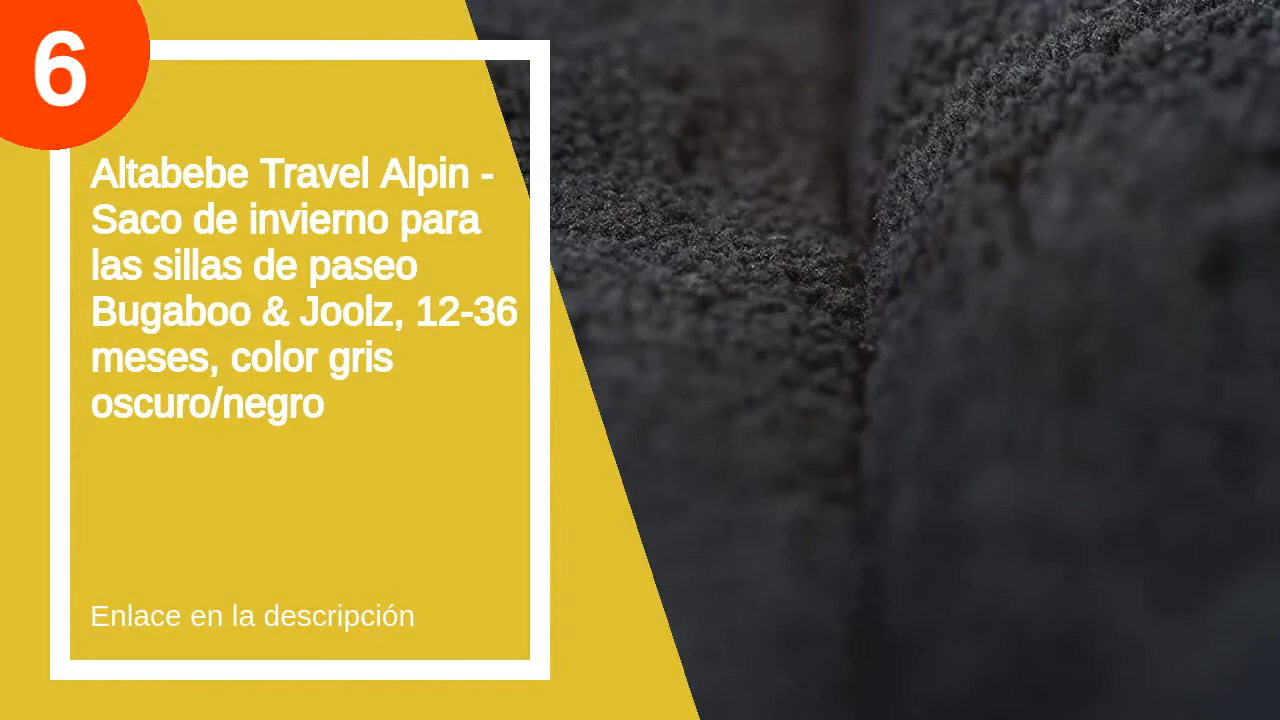 6
Altabebe Travel Alpin -
Saco de invierno para
las sillas de paseo
Bugaboo & Joolz, 12-36
meses, color gris
oscuro/negro
Enlace en la descripción